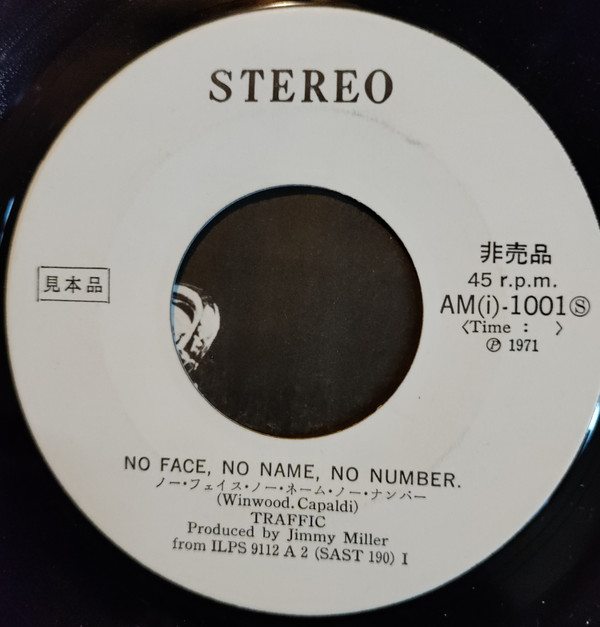 STEREO
見本品
非売品
45 r.p.m.
AM(i)-1001Ⓢ
〈Time :　　〉
Ⓟ 1971
NO FACE, NO NAME, NO NUMBER.
ノー・フェイス・ノー・ネーム・ノー・ナンバー
(Winwood. Capaldi)
TRAFFIC
Produced by Jimmy Miller
from ILPS 9112 A 2 (SAST 190) I